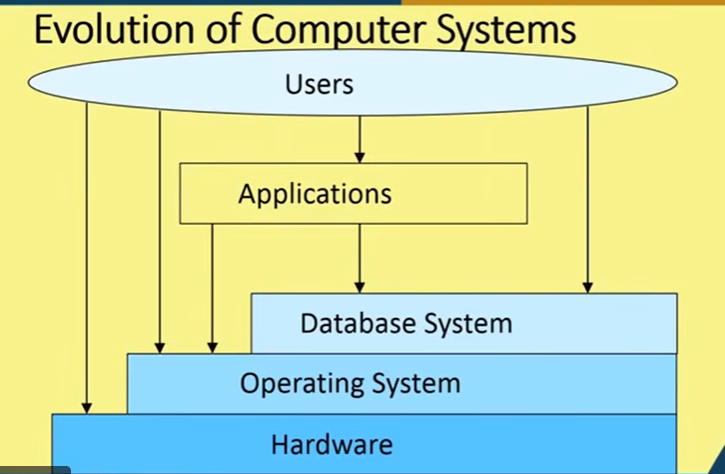 Evolution of Computer Systems
Users
Applications
Database System
Operating System
Hardware